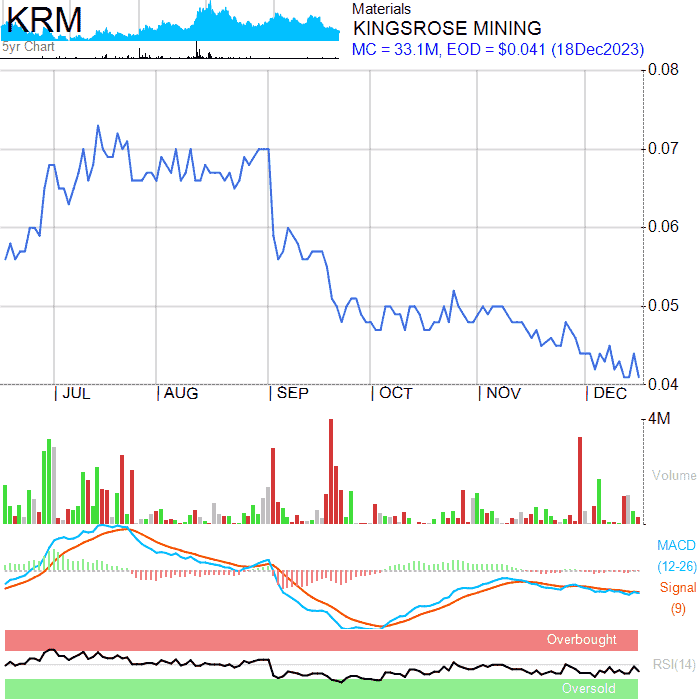 KRM
5yr Chart
Materials
KINGSROSE MINING
MC = 33.1M, EOD = $0.041 (18Dec2023)
0.08
0.07
0.06
0.05
0.04
JUL AUG SEP OCT NOV DEC
4M
Volume
MACD
(12-26)
Signal
(9)
Overbought
RSI(14)
Oversold